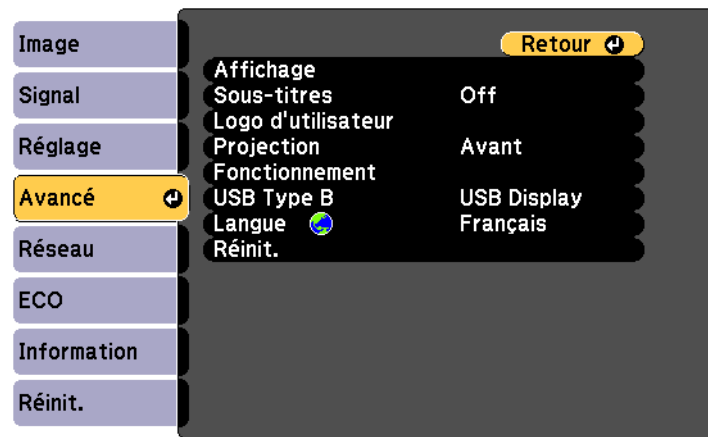 Image
Signal
Réglage
Avancé
Réseau
ECO
Information
Réinit.
Retour
Affichage
Sous-titres Off
Logo d'utilisateur
Projection Avant
Fonctionnement
USB Type B USB Display
Langue Français
Réinit.